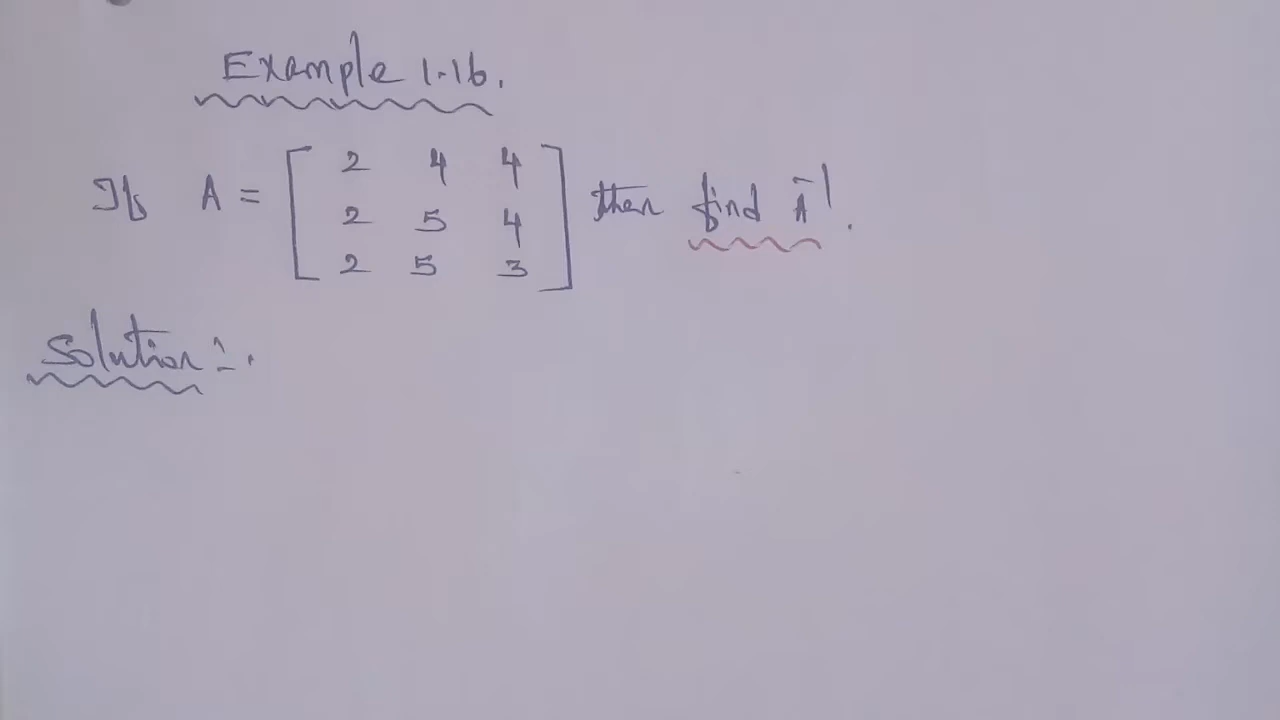 Example 1.16.
If A = [ 2 4 4
2 5 4
2 5 3 ] then find A⁻¹.
Solution:-